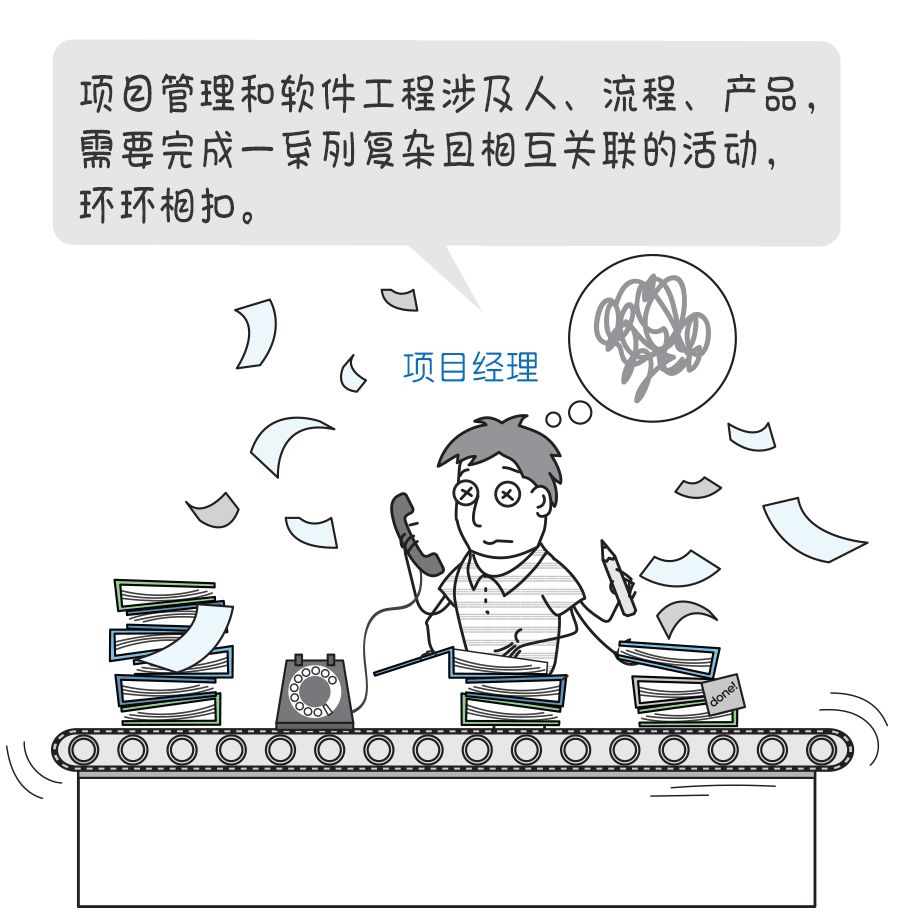 项目管理和软件工程涉及人、流程、产品，
需要完成一系列复杂且相互关联的活动，
环环相扣。
项目经理
done!